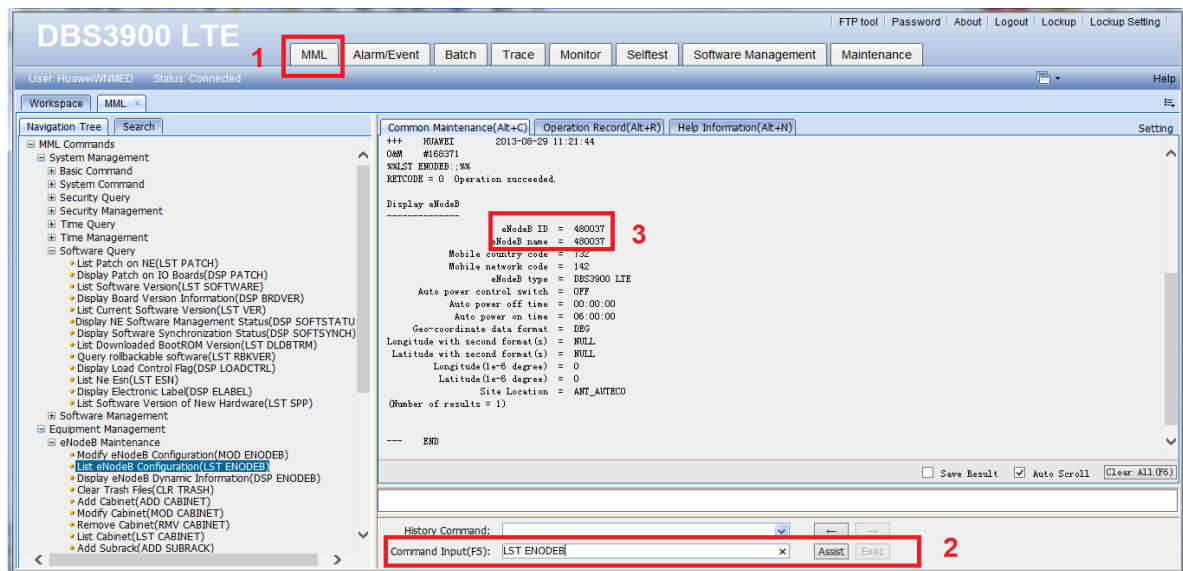 FTP tool Password About Logout Lockup Lockup Setting
DBS3900 LTE
1 MML Alarm/Event Batch Trace Monitor Selftest Software Management Maintenance
User: HuaweiWNMED Status: Connected Help
Workspace MML
Navigation Tree Search
MML Commands
System Management
Basic Command
System Command
Security Query
Security Management
Time Query
Time Management
Software Query
List Patch on NE(LST PATCH)
Display Patch on IO Boards(DSP PATCH)
List Software Version(LST SOFTWARE)
Display Board Version Information(DSP BRDVER)
List Current Software Version(LST VER)
Display NE Software Management Status(DSP SOFTSTATU
Display Software Synchronization Status(DSP SOFTSYNCH)
List Downloaded BootROM Version(LST DLDBTRM)
Query rollbackable software(LST RBKVER)
Display Load Control Flag(DSP LOADCTRL)
List Ne Esn(LST ESN)
Display Electronic Label(DSP ELABEL)
List Software Version of New Hardware(LST SPP)
Software Management
Equipment Management
eNodeB Maintenance
Modify eNodeB Configuration(MOD ENODEB)
List eNodeB Configuration(LST ENODEB)
Display eNodeB Dynamic Information(DSP ENODEB)
Clear Trash Files(CLR TRASH)
Add Cabinet(ADD CABINET)
Modify Cabinet(MOD CABINET)
Remove Cabinet(RMV CABINET)
List Cabinet(LST CABINET)
Add Subrack(ADD SUBRACK)
Common Maintenance(Alt+C) Operation Record(Alt+R) Help Information(Alt+N) Setting
+++ HUAWEI 2013-08-29 11:21:44
O&M #168371
%%LST ENODEB:;%%
RETCODE = 0 Operation succeeded.
Display eNodeB
--------------
eNodeB ID = 480037
eNodeB name = 480037
3
Mobile country code = 732
Mobile network code = 142
eNodeB type = DBS3900 LTE
Auto power control switch = OFF
Auto power off time = 00:00:00
Auto power on time = 06:00:00
Geo-coordinate data format = DEG
Longitude with second format(s) = NULL
Latitude with second format(s) = NULL
Longitude(1e-6 degree) = 0
Latitude(1e-6 degree) = 0
Site Location = ANT_AUTECO
(Number of results = 1)
--- END
Save Result Auto Scroll Clear All(F6)
History Command: ← →
Command Input(F5): LST ENODEB × Assist Exec 2